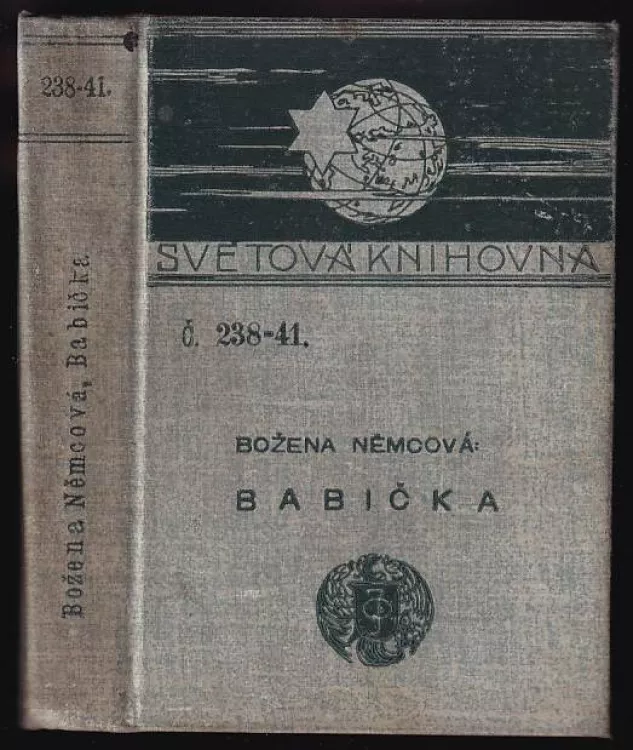 238-41.
Božena Němcová, Babička
SVĚTOVÁ KNIHOVNA
Č. 238-41.
BOŽENA NĚMCOVÁ:
BABIČKA